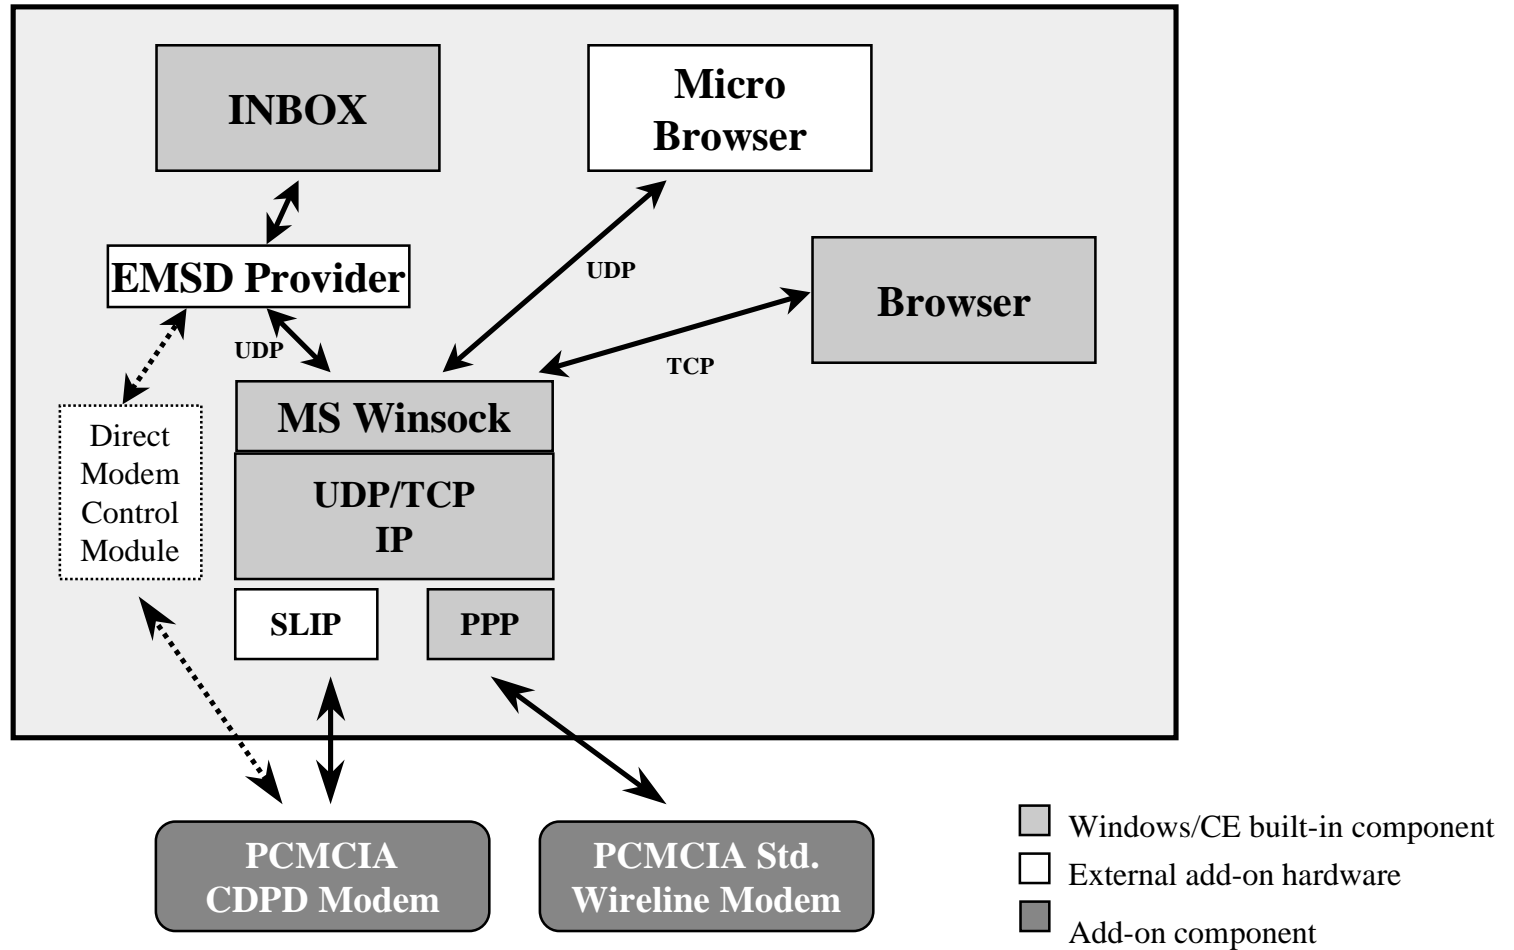 INBOX
Micro
Browser
EMSD Provider
UDP
Browser
UDP
TCP
MS Winsock
Direct
Modem
Control
Module
UDP/TCP
IP
SLIP
PPP
PCMCIA
CDPD Modem
PCMCIA Std.
Wireline Modem
Windows/CE built-in component
External add-on hardware
Add-on component